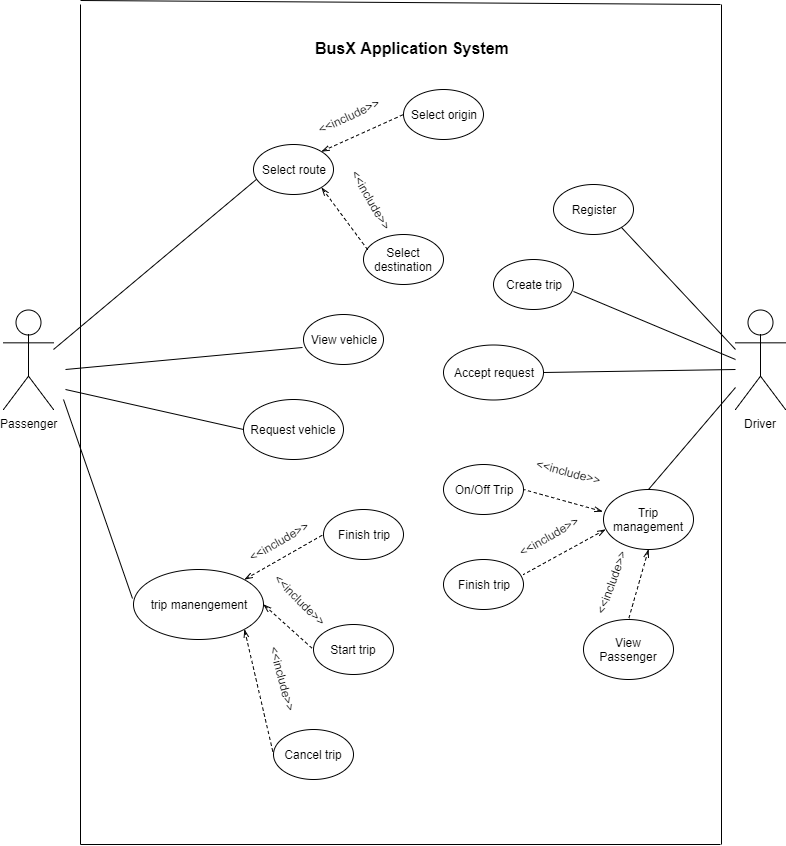 BusX Application System
<<include>>
Select origin
Select route
<<include>>
Select
destination
Register
Create trip
View vehicle
Accept request
Passenger
Driver
Request vehicle
<<include>>
On/Off Trip
Trip
management
<<include>>
Finish trip
<<include>>
View
Passenger
<<include>>
Finish trip
trip manengement
<<include>>
Start trip
<<include>>
Cancel trip